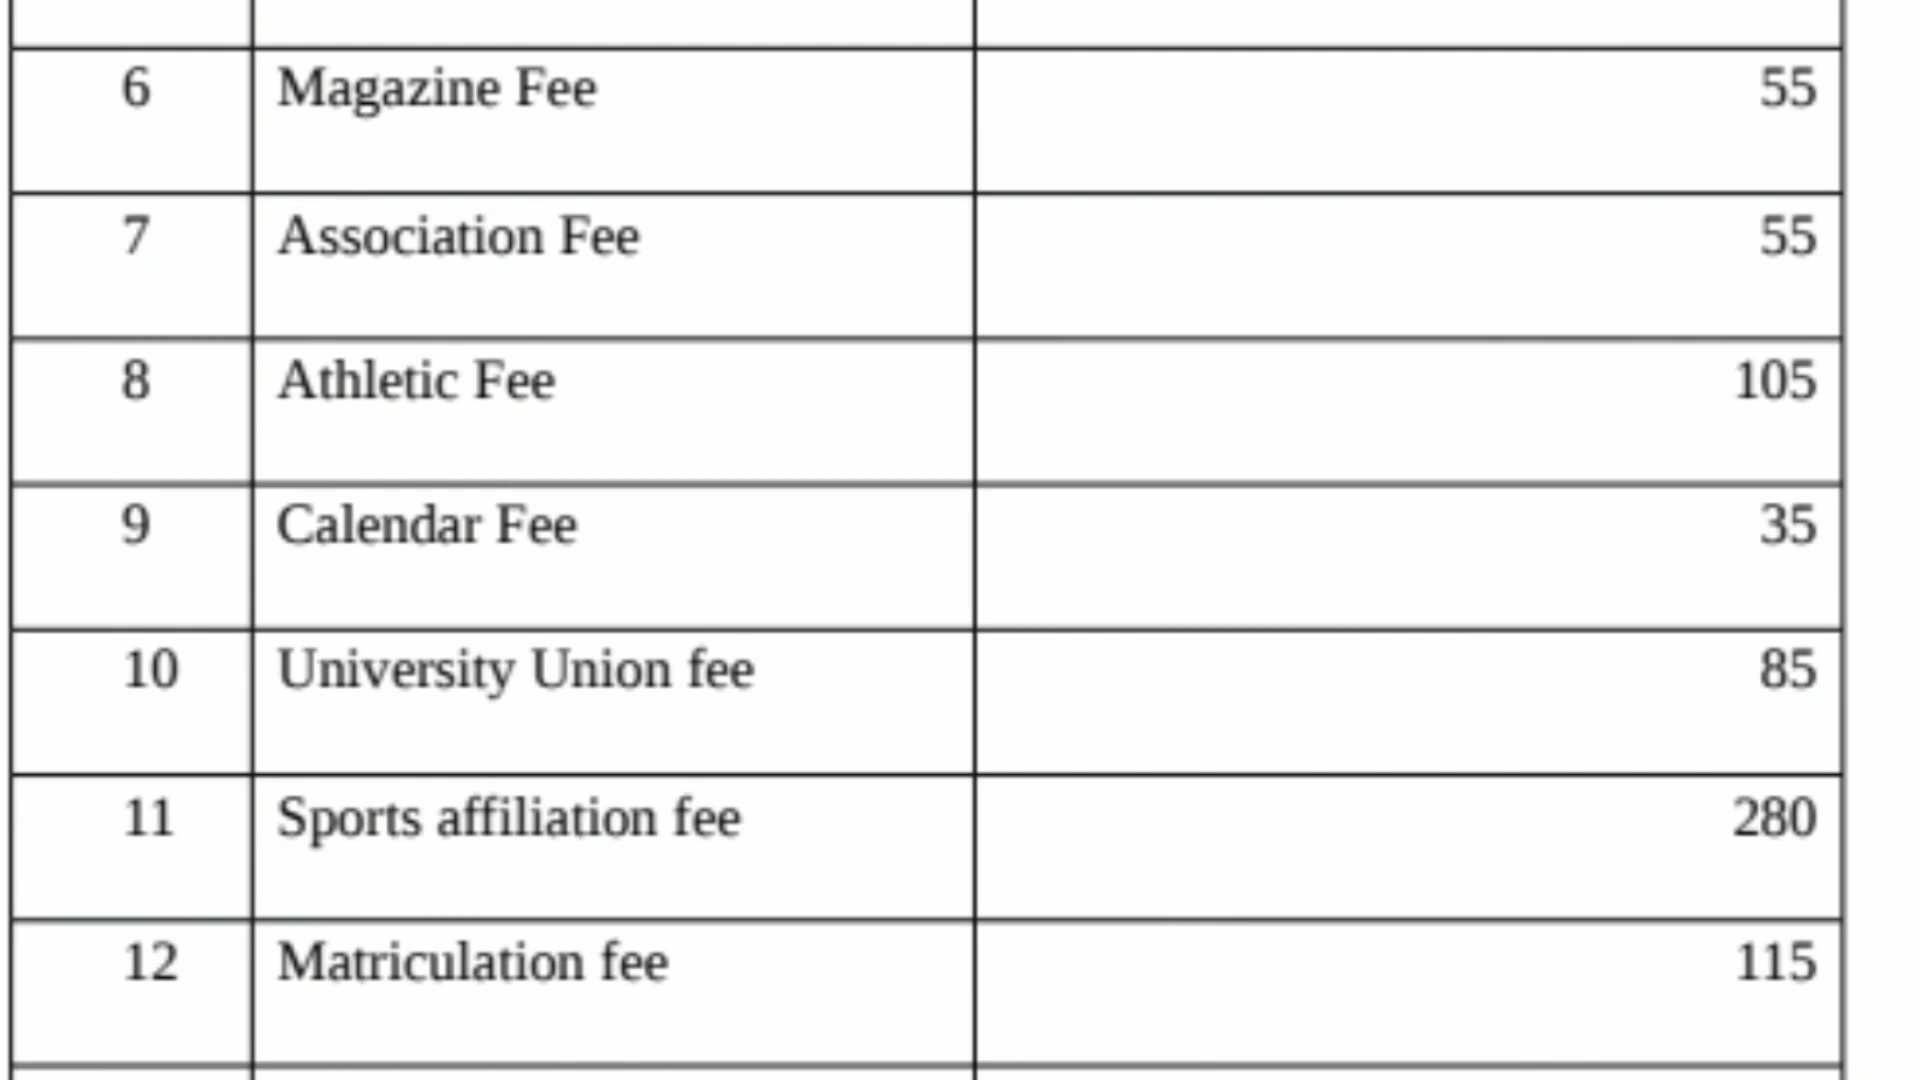 6 Magazine Fee 55
7 Association Fee 55
8 Athletic Fee 105
9 Calendar Fee 35
10 University Union fee 85
11 Sports affiliation fee 280
12 Matriculation fee 115